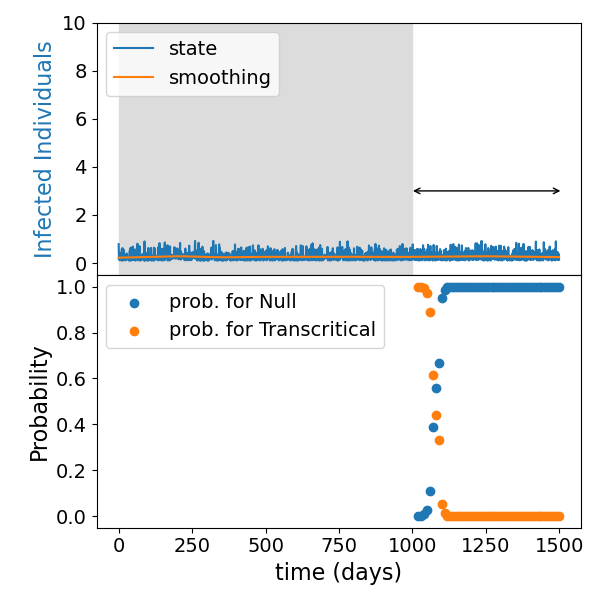 Infected Individuals
10
8
6
4
2
0
state
smoothing
Probability
1.0
0.8
0.6
0.4
0.2
0.0
prob. for Null
prob. for Transcritical
0 250 500 750 1000 1250 1500
time (days)